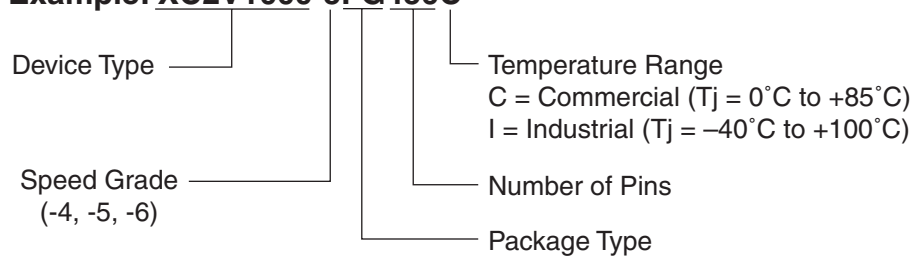 Example:
Device Type
Temperature Range
C = Commercial (Tj = 0˚C to +85˚C)
I = Industrial (Tj = –40˚C to +100˚C)
Speed Grade
(-4, -5, -6)
Number of Pins
Package Type